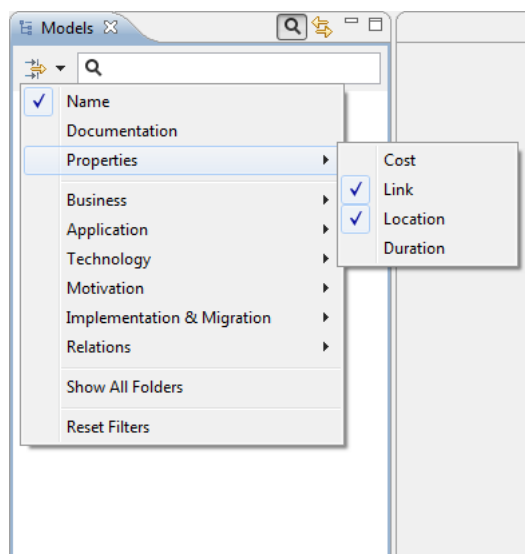 Models
Name
Documentation
Properties
Business
Application
Technology
Motivation
Implementation & Migration
Relations
Show All Folders
Reset Filters
Cost
Link
Location
Duration